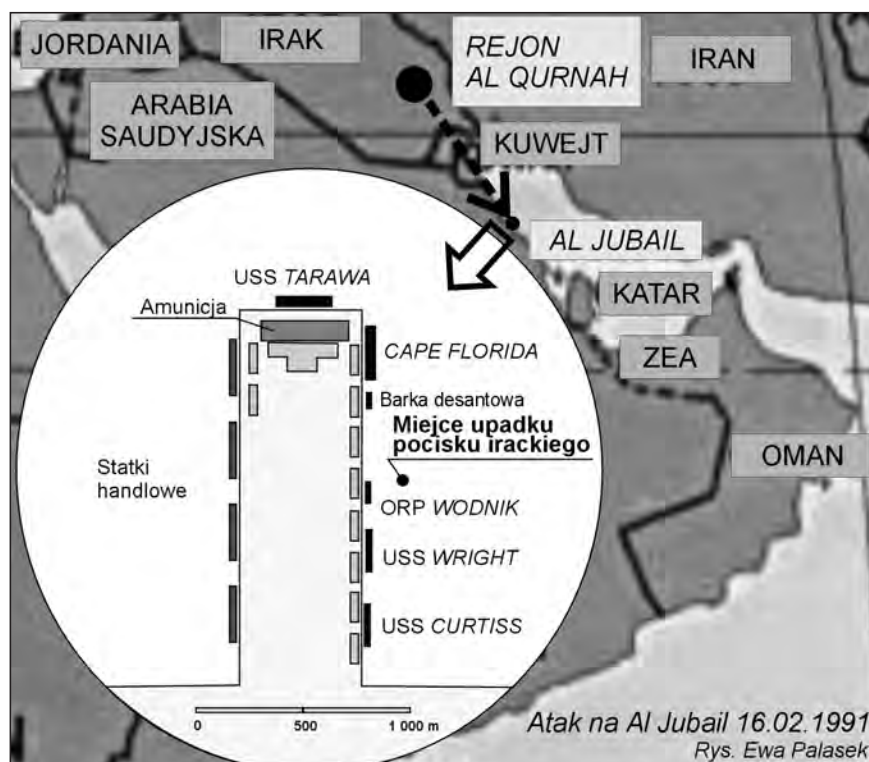 JORDANIA
IRAK
REJON
AL QURNAH
IRAN
ARABIA
SAUDYJSKA
KUWEJT
AL JUBAIL
USS TARAWA
Amunicja
KATAR
CAPE FLORIDA
ZEA
Barka desantowa
Miejce upadku
pocisku irackiego
OMAN
Statki
handlowe
ORP WODNIK
USS WRIGHT
USS CURTISS
0 500 1 000 m
Atak na Al Jubail 16.02.1991
Rys. Ewa Palasek